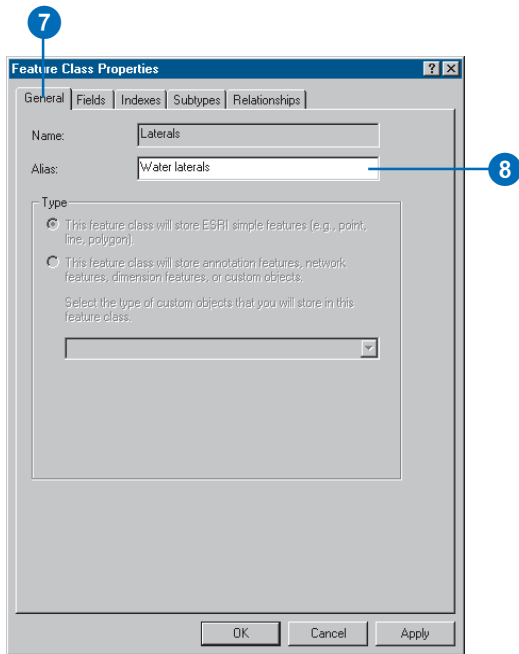 7
Feature Class Properties
General Fields Indexes Subtypes Relationships
Name: Laterals
Alias: Water laterals
8
Type
This feature class will store ESRI simple features (e.g., point,
line, polygon).
This feature class will store annotation features, network
features, dimension features, or custom objects.
Select the type of custom objects that you will store in this
feature class.
OK Cancel Apply